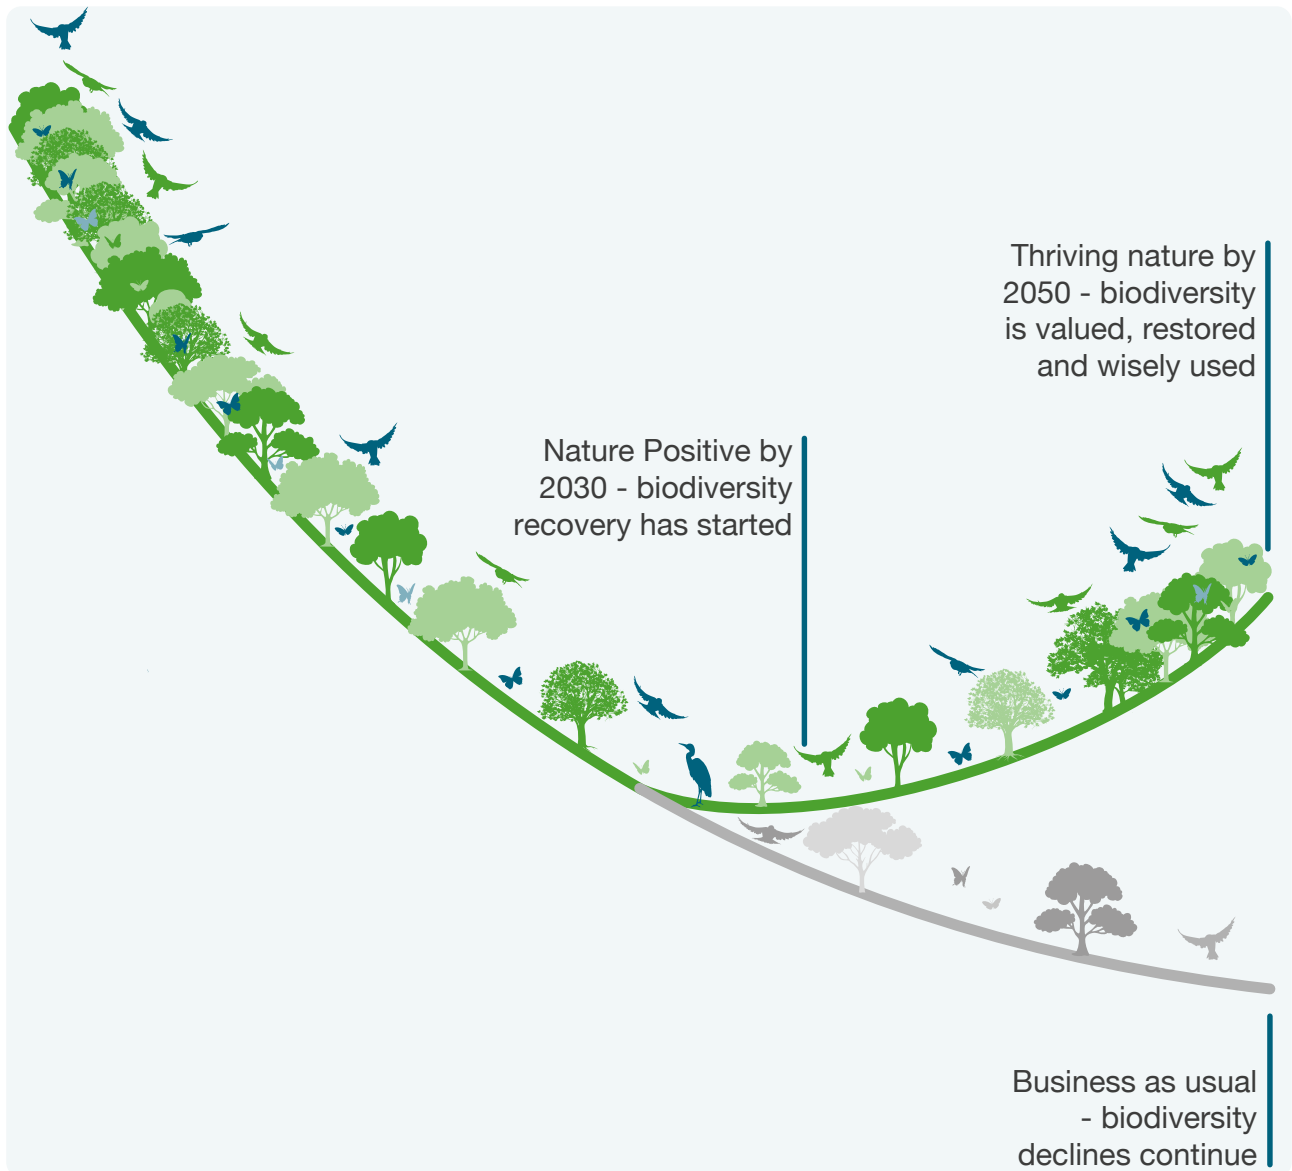 Thriving nature by
2050 - biodiversity
is valued, restored
and wisely used
Nature Positive by
2030 - biodiversity
recovery has started
Business as usual
- biodiversity
declines continue